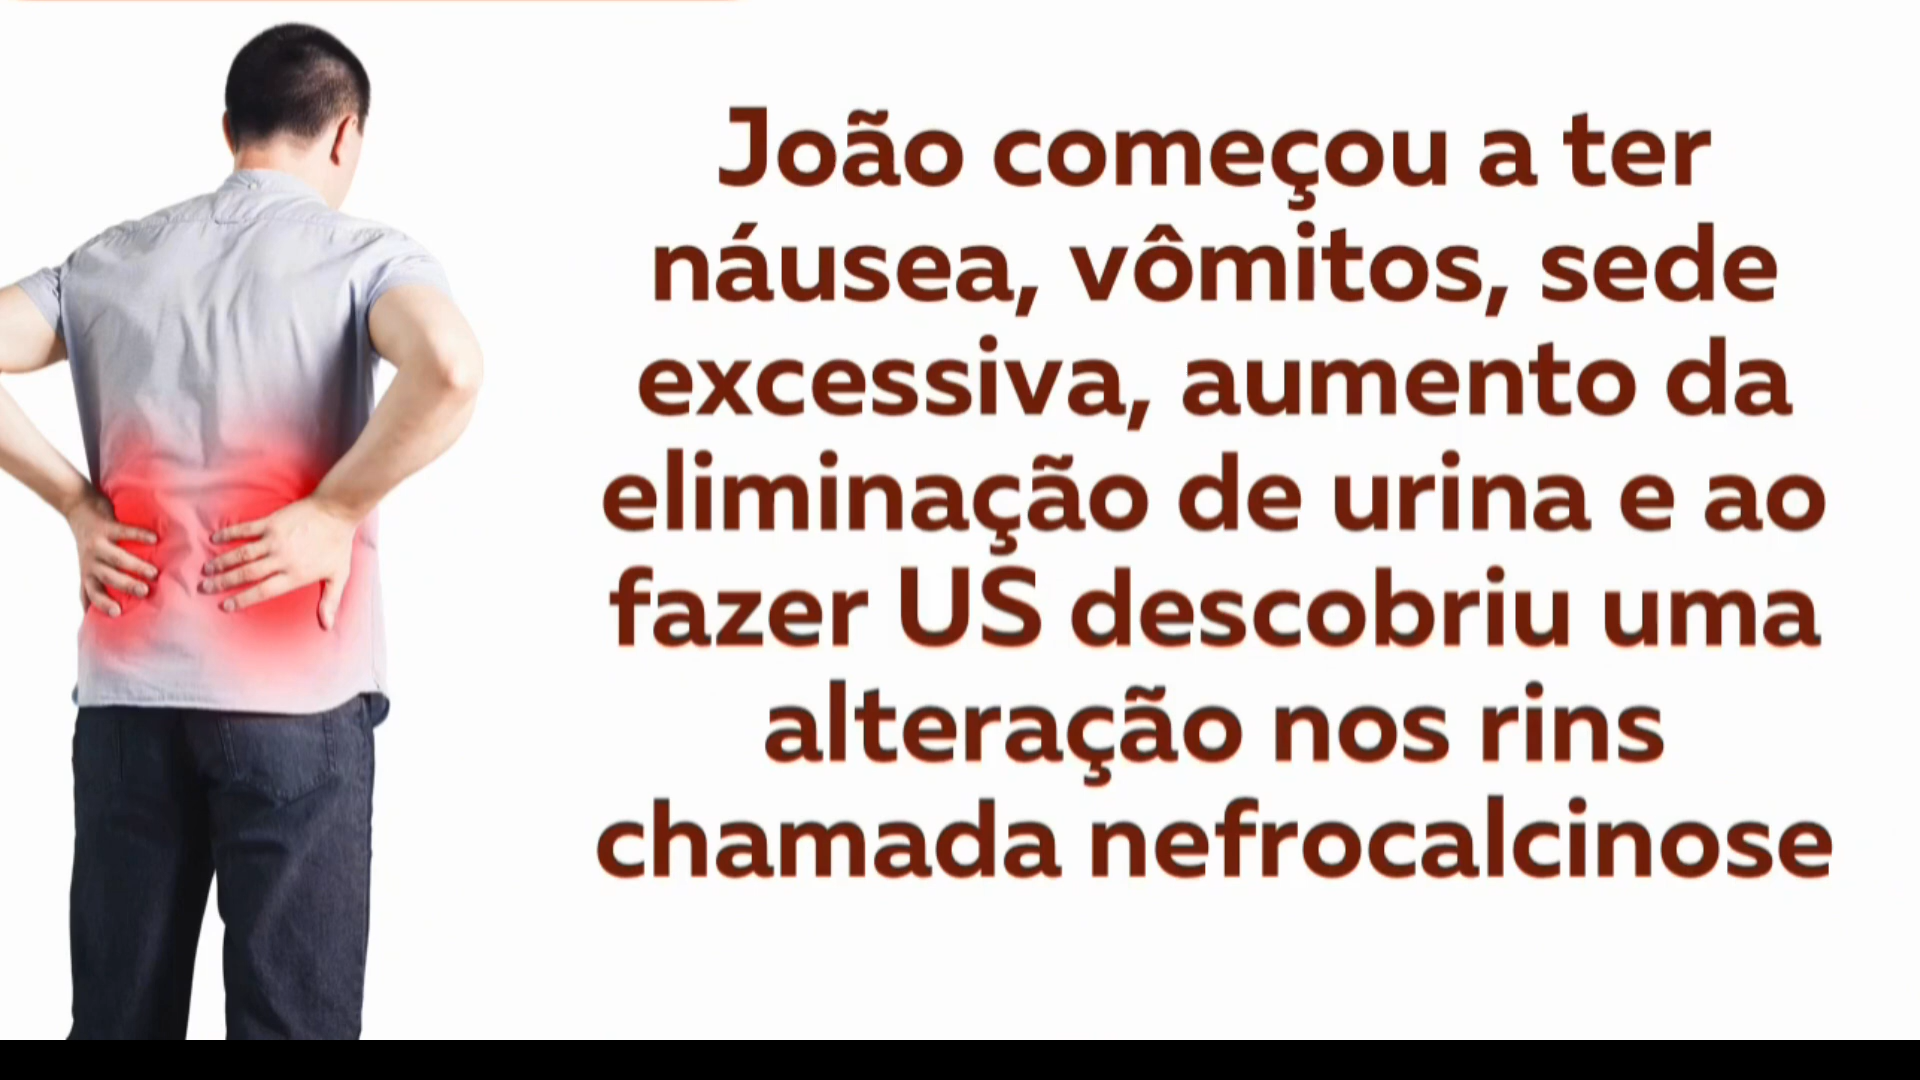 João começou a ter
náusea, vômitos, sede
excessiva, aumento da
eliminação de urina e ao
fazer US descobriu uma
alteração nos rins
chamada nefrocalcinose